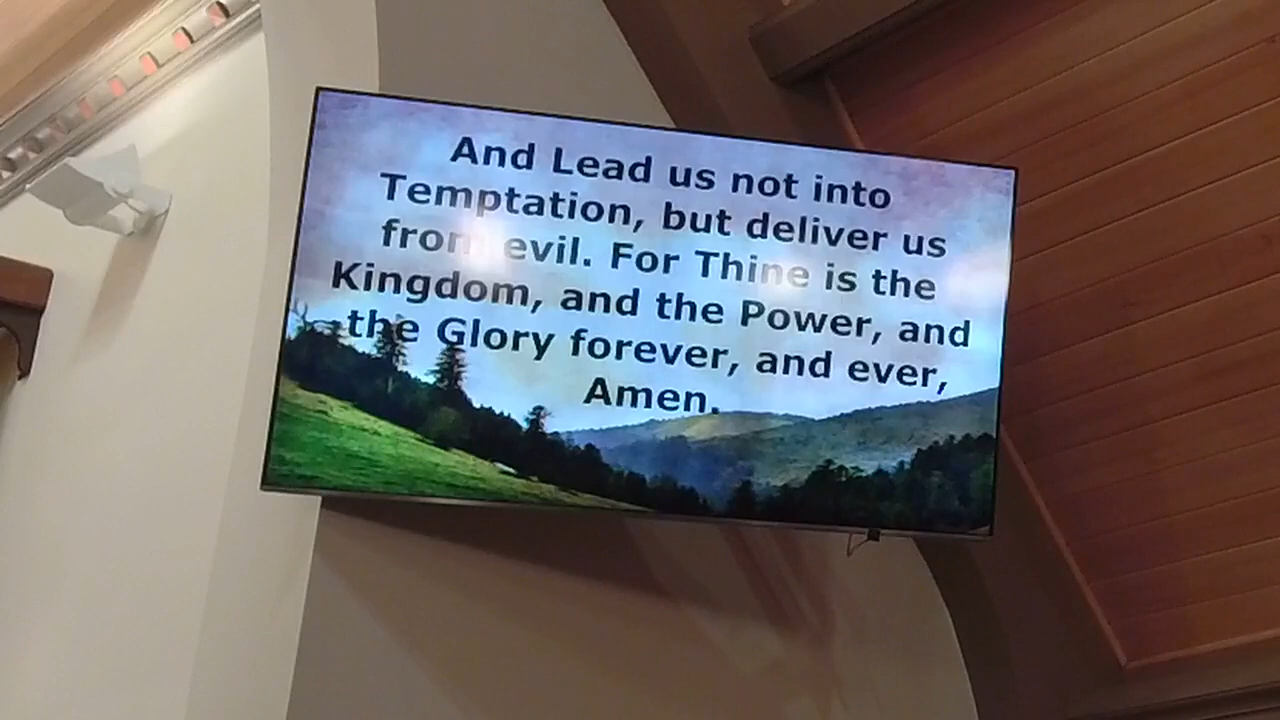 And Lead us not into
Temptation, but deliver us
from evil. For Thine is the
Kingdom, and the Power, and
the Glory forever, and ever,
Amen.